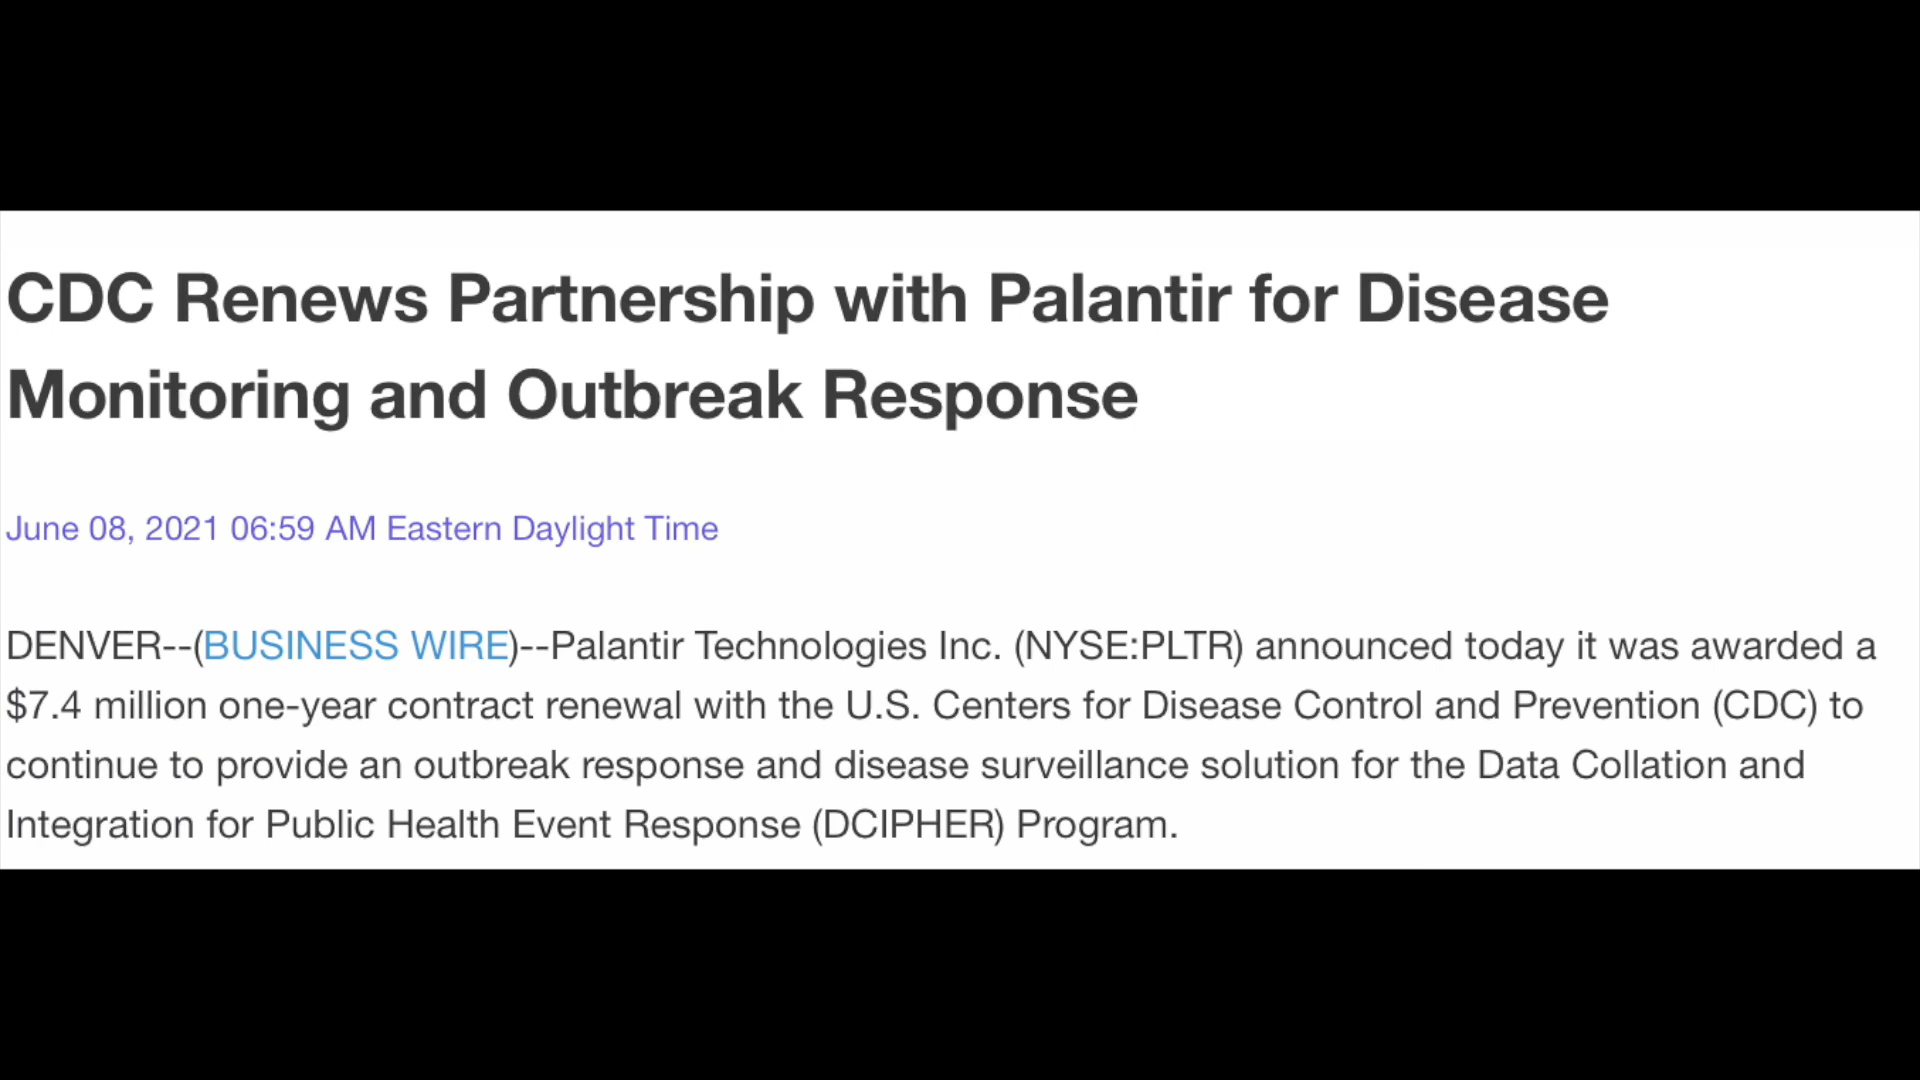 CDC Renews Partnership with Palantir for Disease
Monitoring and Outbreak Response
June 08, 2021 06:59 AM Eastern Daylight Time
DENVER--(BUSINESS WIRE)--Palantir Technologies Inc. (NYSE:PLTR) announced today it was awarded a
$7.4 million one-year contract renewal with the U.S. Centers for Disease Control and Prevention (CDC) to
continue to provide an outbreak response and disease surveillance solution for the Data Collation and
Integration for Public Health Event Response (DCIPHER) Program.